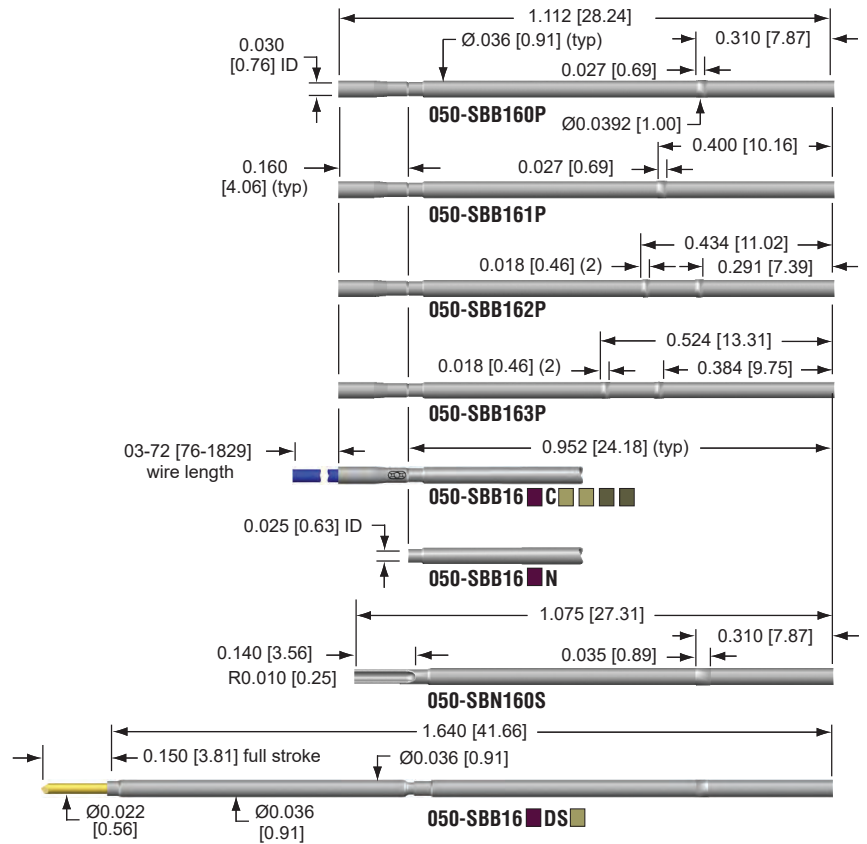 1.112 [28.24]
0.030
[0.76] ID
Ø.036 [0.91] (typ)
0.310 [7.87]
0.027 [0.69]
050-SBB160P
Ø0.0392 [1.00]
0.400 [10.16]
0.160
[4.06] (typ)
0.027 [0.69]
050-SBB161P
0.434 [11.02]
0.018 [0.46] (2)
0.291 [7.39]
050-SBB162P
0.524 [13.31]
0.018 [0.46] (2)
0.384 [9.75]
050-SBB163P
03-72 [76-1829]
wire length
0.952 [24.18] (typ)
050-SBB16 C
0.025 [0.63] ID
050-SBB16 N
1.075 [27.31]
0.310 [7.87]
0.140 [3.56]
0.035 [0.89]
R0.010 [0.25]
050-SBN160S
1.640 [41.66]
0.150 [3.81] full stroke
Ø0.036 [0.91]
Ø0.022
[0.56]
Ø0.036
[0.91]
050-SBB16 DS